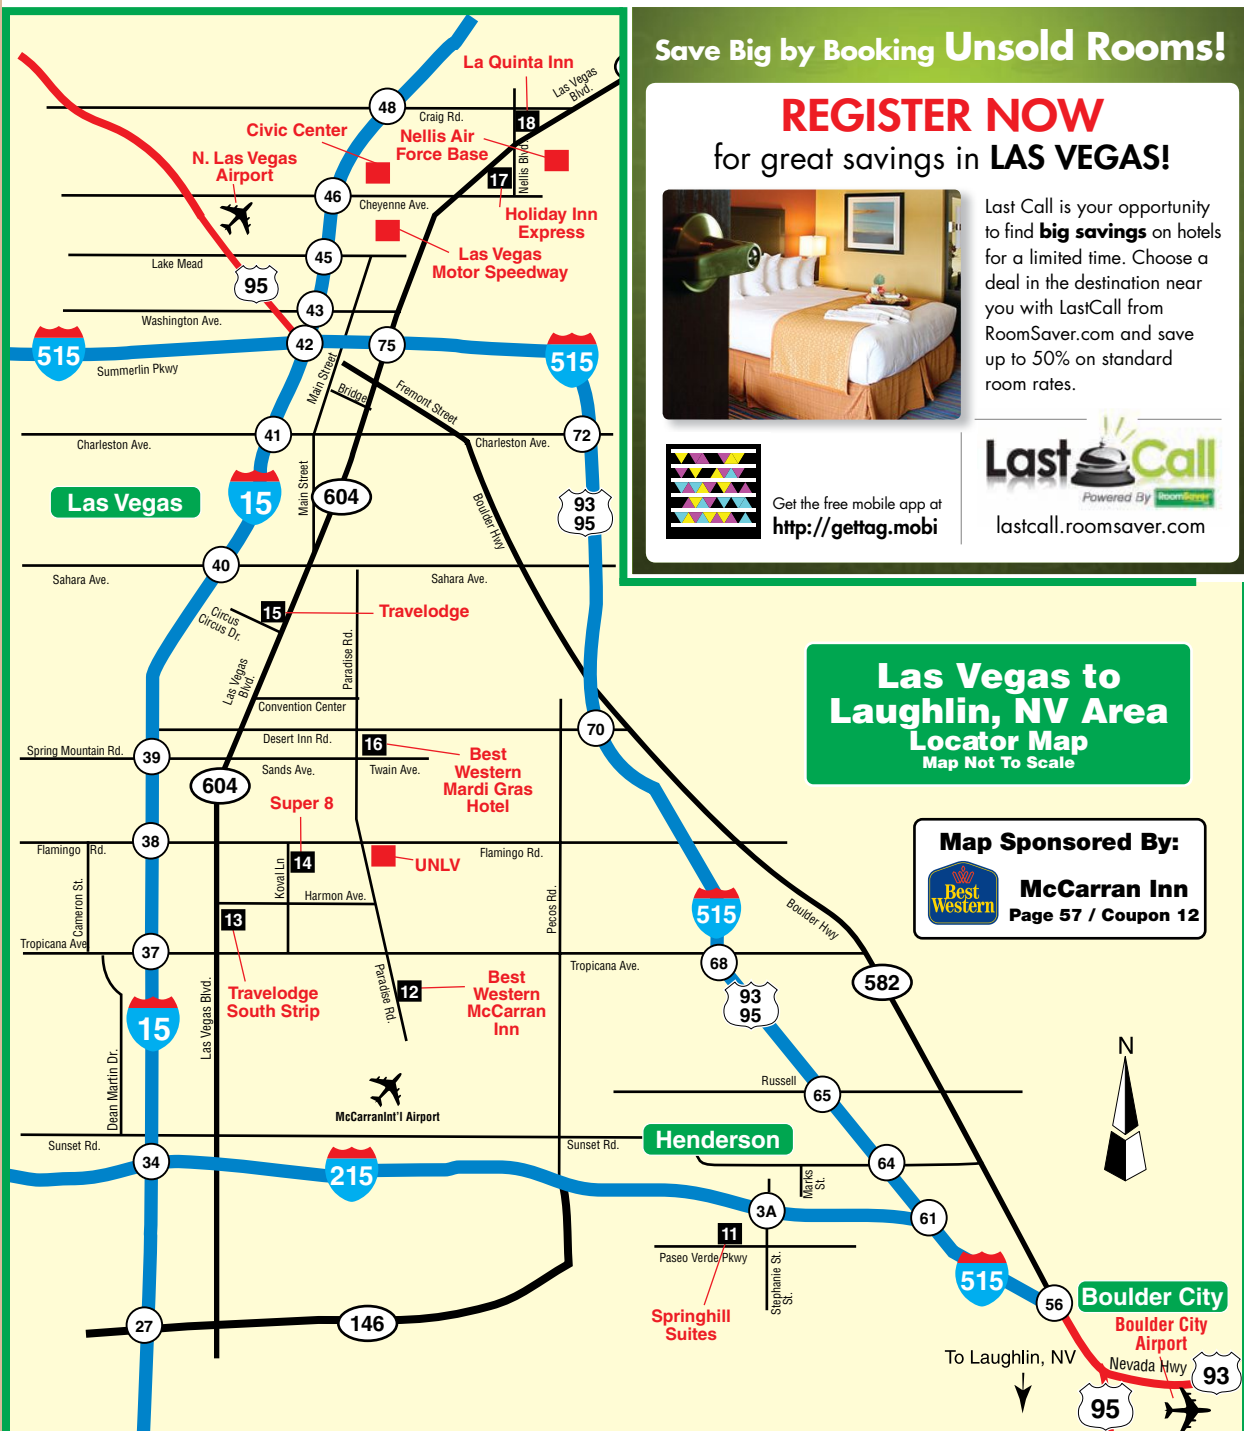 Save Big by Booking Unsold Rooms!
REGISTER NOW
for great savings in LAS VEGAS!
Last Call is your opportunity
to find big savings on hotels
for a limited time. Choose a
deal in the destination near
you with LastCall from
RoomSaver.com and save
up to 50% on standard
room rates.
Get the free mobile app at
http://gettag.mobi
Last Call
Powered By RoomSaver
lastcall.roomsaver.com
La Quinta Inn
Las Vegas
Blvd.
48
Craig Rd.
18
Civic Center
Nellis Air
Force Base
N. Las Vegas
Airport
Nellis Blvd.
17
46
Cheyenne Ave.
Holiday Inn
Express
Las Vegas
Motor Speedway
45
Lake Mead
95
43
Washington Ave.
42
75
515
515
Summerlin Pkwy
Main Street
Bridge
Fremont Street
41
Charleston Ave.
Charleston Ave.
72
Las Vegas
15
Main Street
604
Boulder Hwy
93
95
40
Sahara Ave.
Sahara Ave.
Circus
Circus Dr.
15
Travelodge
Paradise Rd.
Las Vegas
Blvd.
Convention Center
Las Vegas to
Laughlin, NV Area
Locator Map
Map Not To Scale
70
Desert Inn Rd.
16
Spring Mountain Rd.
39
Sands Ave.
Twain Ave.
Best
Western
Mardi Gras
Hotel
604
Super 8
38
Flamingo Rd.
Flamingo Rd.
14
UNLV
Koval Ln
Cameron St.
Harmon Ave.
Pecos Rd.
13
515
Boulder Hwy
Map Sponsored By:
Best
Western
McCarran Inn
Page 57 / Coupon 12
Tropicana Ave
37
Tropicana Ave.
68
582
Paradise Rd.
12
Best
Western
McCarran
Inn
Travelodge
South Strip
Las Vegas Blvd.
93
95
15
Dean Martin Dr.
N
McCarranInt'l Airport
Russell
65
Sunset Rd.
Sunset Rd.
Henderson
34
215
64
Marks
St.
3A
61
11
Paseo Verde Pkwy
Stephanie St.
St.
515
Springhill
Suites
56
Boulder City
Boulder City
Airport
27
146
To Laughlin, NV
Nevada Hwy
93
95